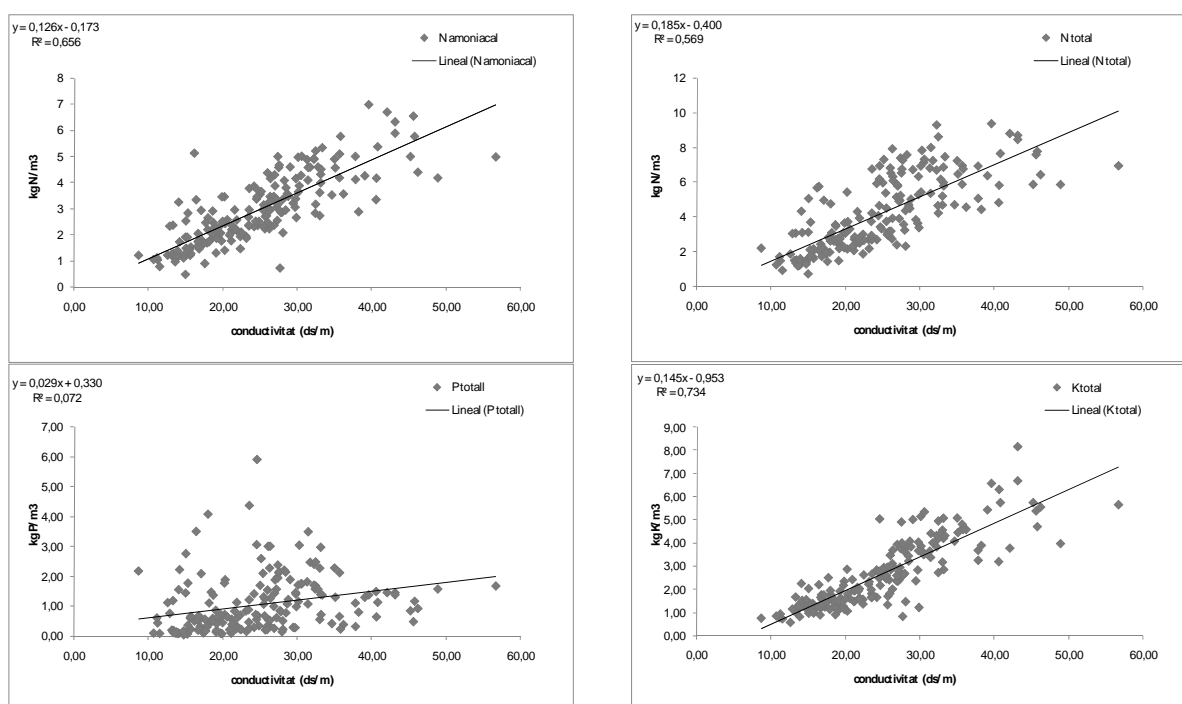 y = 0,126x - 0,173
R² = 0,656
N amoniacal
Lineal (N amoniacal)
8
7
6
5
4
3
2
1
0
kg N/ m3
0,00 10,00 20,00 30,00 40,00 50,00 60,00
conductivitat (ds/ m)
y = 0,185x - 0,400
R² = 0,569
N total
Lineal (N total)
12
10
8
6
4
2
0
kg N/ m3
0,00 10,00 20,00 30,00 40,00 50,00 60,00
conductivitat (ds/ m)
y = 0,029x + 0,330
R² = 0,072
P totall
Lineal (P totall)
7,00
6,00
5,00
4,00
3,00
2,00
1,00
0,00
kg P/ m3
0,00 10,00 20,00 30,00 40,00 50,00 60,00
conductivitat (ds/ m)
y = 0,145x - 0,953
R² = 0,734
K total
Lineal (K total)
9,00
8,00
7,00
6,00
5,00
4,00
3,00
2,00
1,00
0,00
kg K/ m3
0,00 10,00 20,00 30,00 40,00 50,00 60,00
conductivitat (ds/ m)